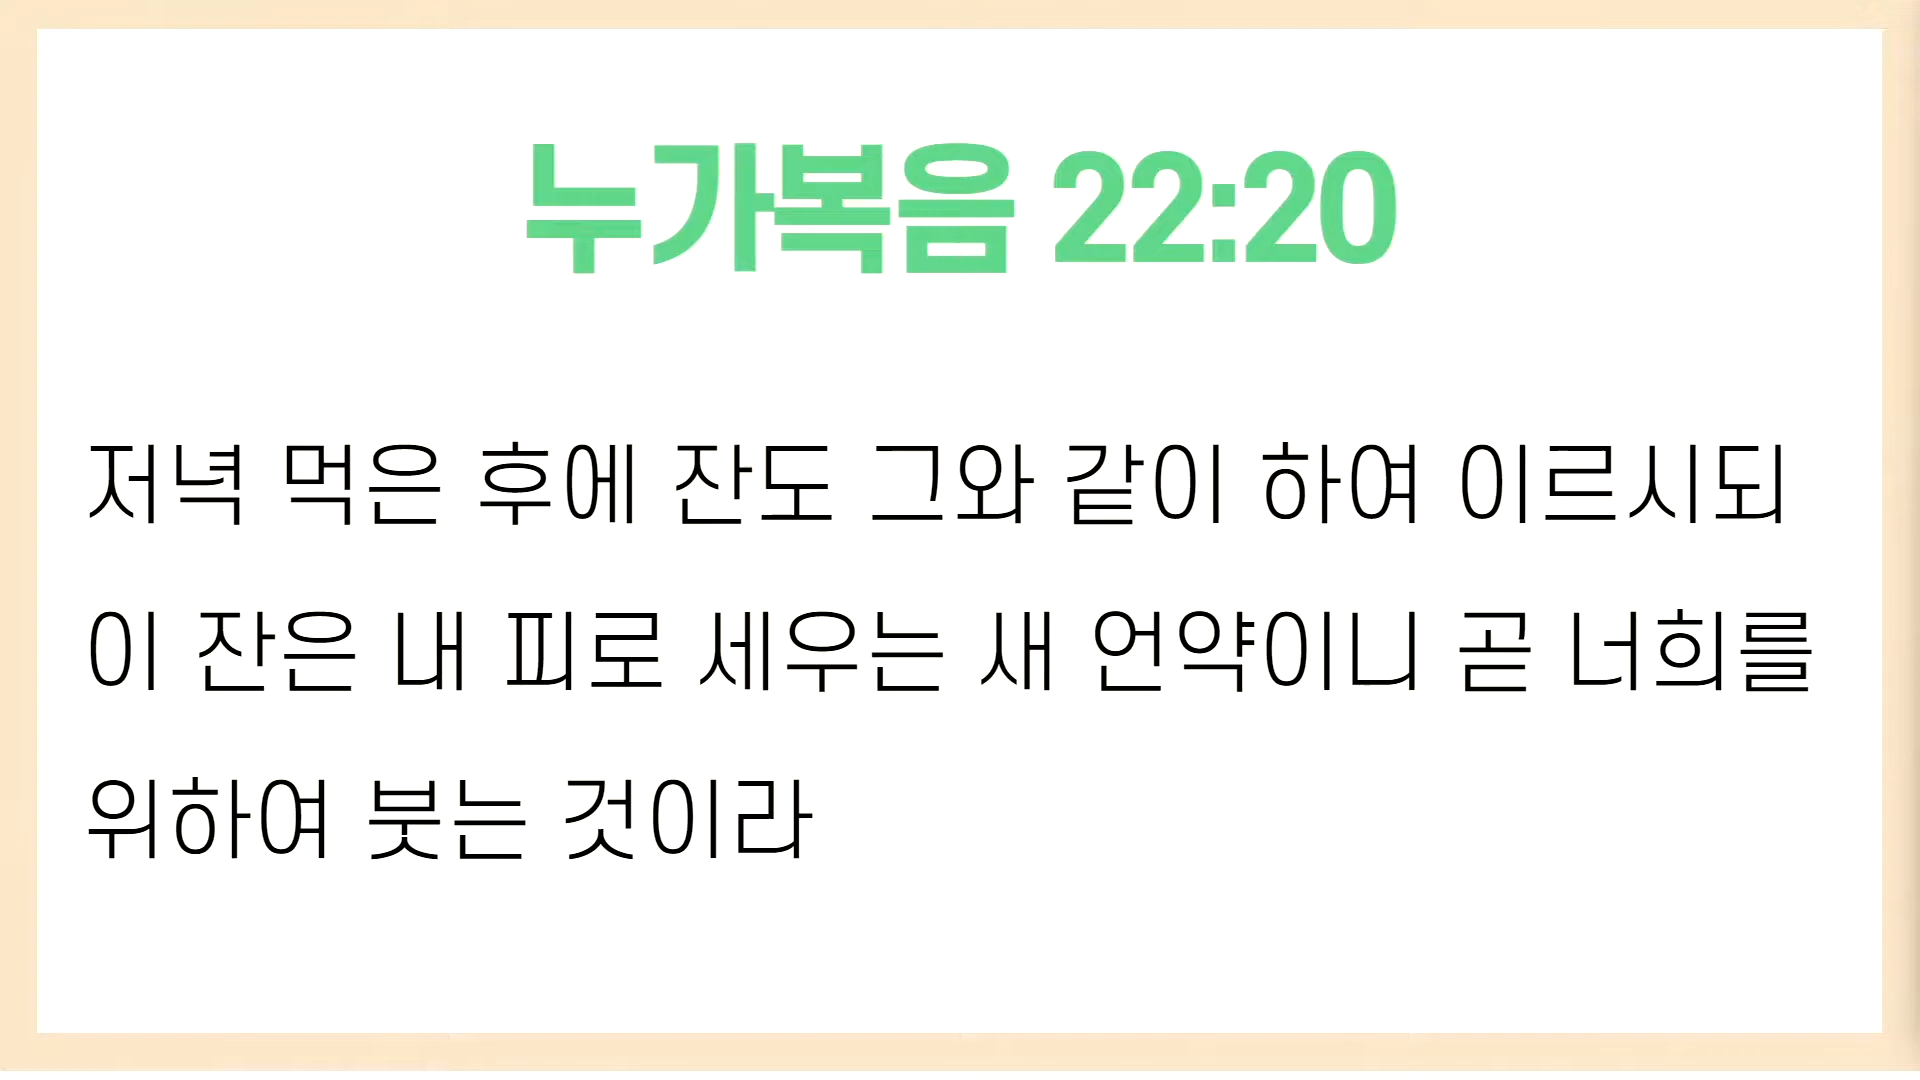 누가복음 22:20
저녁 먹은 후에 잔도 그와 같이 하여 이르시되
이 잔은 내 피로 세우는 새 언약이니 곧 너희를
위하여 붓는 것이라